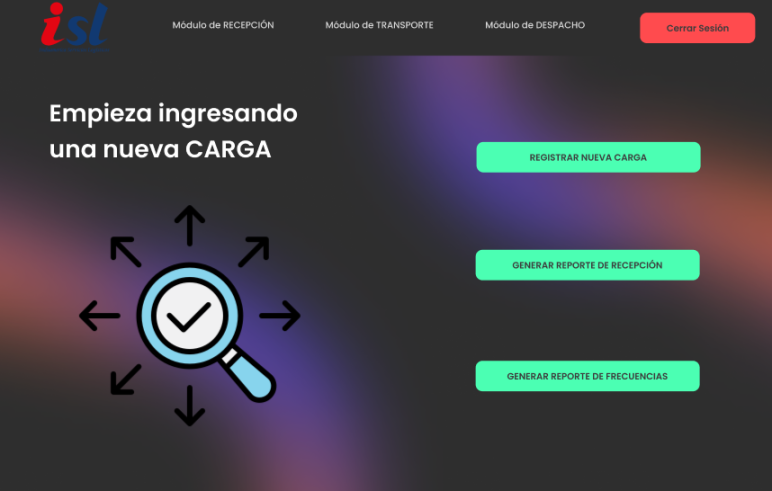 isl
Módulo de RECEPCIÓN
Módulo de TRANSPORTE
Módulo de DESPACHO
Cerrar Sesión
Empieza ingresando
una nueva CARGA
REGISTRAR NUEVA CARGA
GENERAR REPORTE DE RECEPCIÓN
GENERAR REPORTE DE FRECUENCIAS